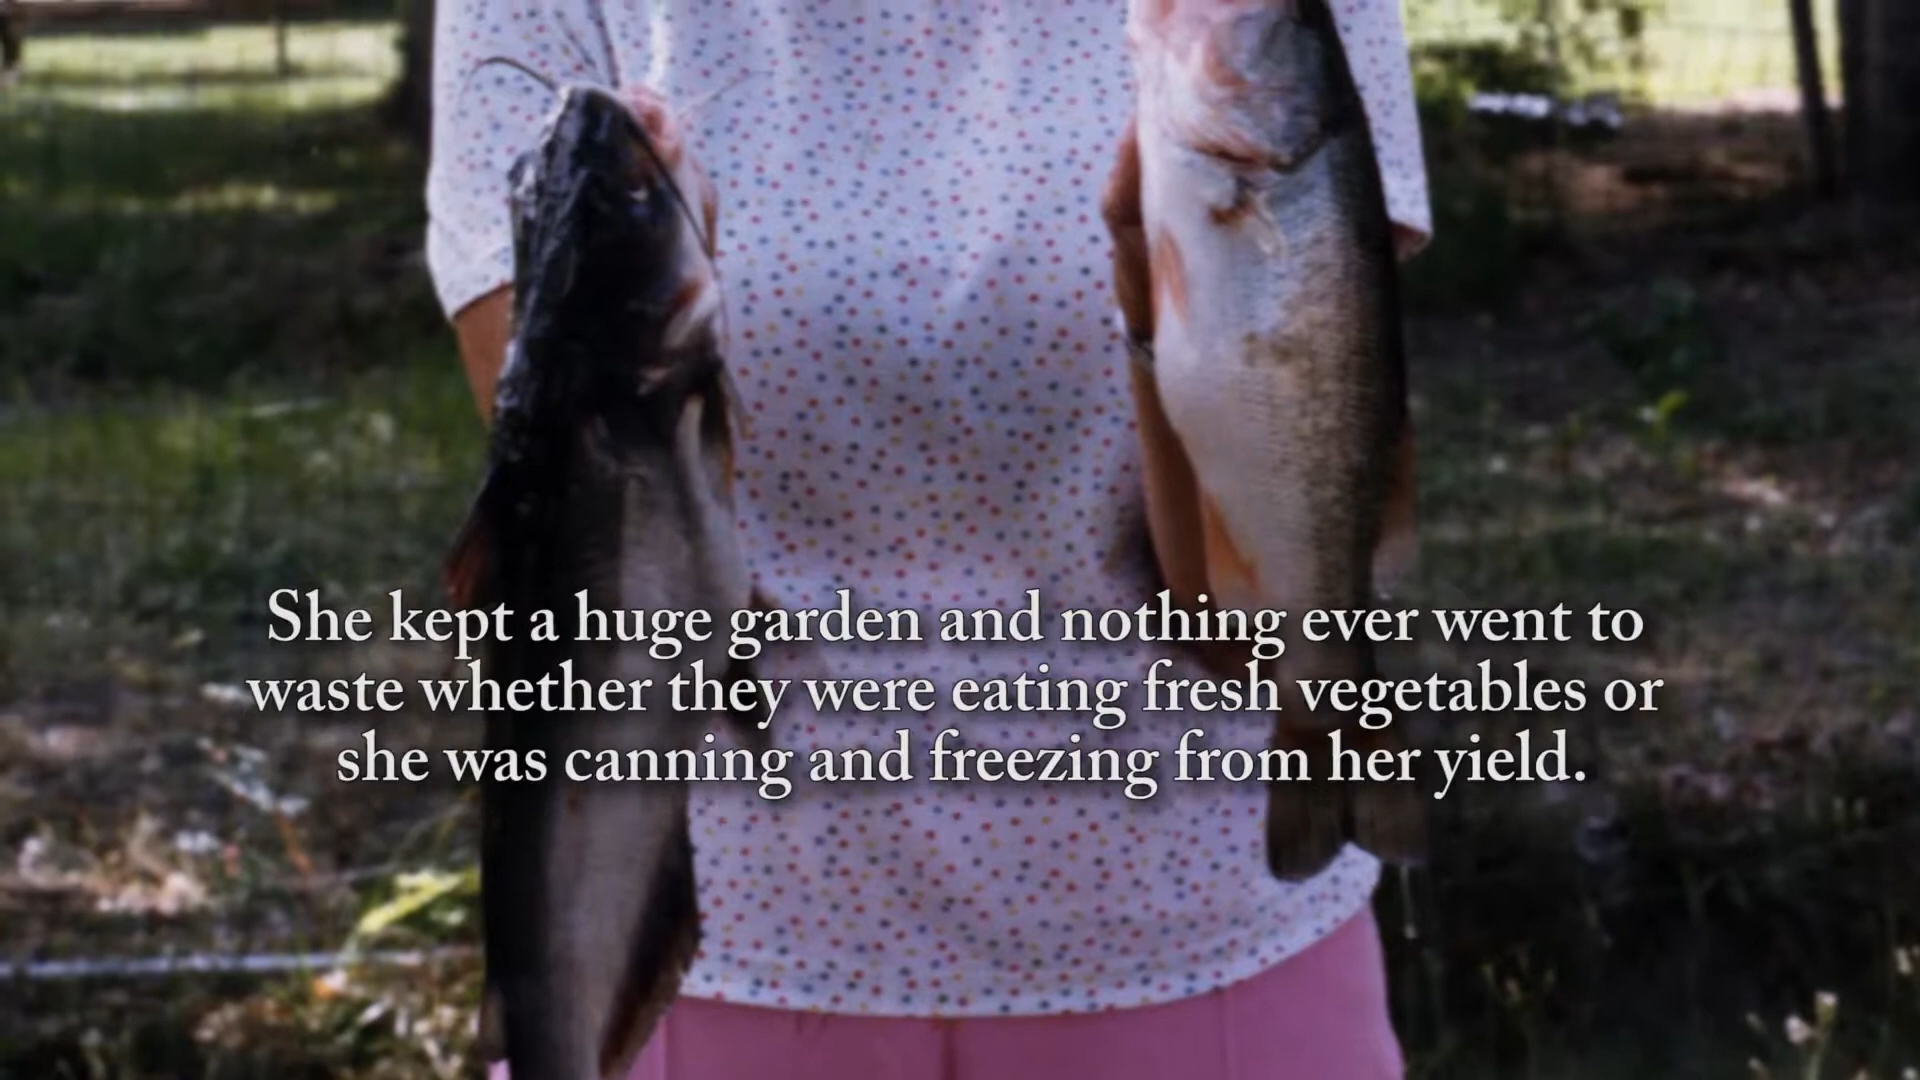 She kept a huge garden and nothing ever went to
waste whether they were eating fresh vegetables or
she was canning and freezing from her yield.